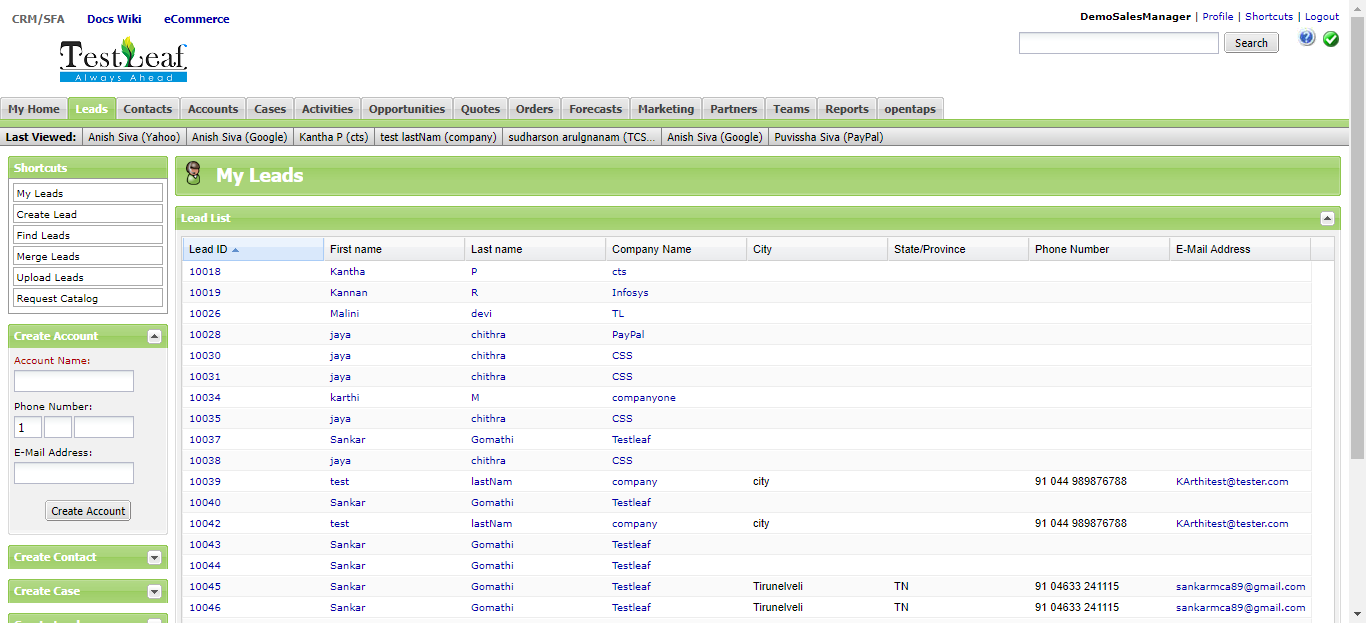 CRM/SFA Docs Wiki eCommerce
DemoSalesManager | Profile | Shortcuts | Logout
TestLeaf
Always Ahead
Search
My Home Leads Contacts Accounts Cases Activities Opportunities Quotes Orders Forecasts Marketing Partners Teams Reports opentaps
Last Viewed: Anish Siva (Yahoo) Anish Siva (Google) Kantha P (cts) test lastNam (company) sudharson arulgnanam (TCS... Anish Siva (Google) Puvissha Siva (PayPal)
Shortcuts
My Leads
Create Lead
Find Leads
Merge Leads
Upload Leads
Request Catalog
Create Account
Account Name:
Phone Number:
1
E-Mail Address:
Create Account
Create Contact
Create Case
My Leads
Lead List
Lead ID First name Last name Company Name City State/Province Phone Number E-Mail Address
10018 Kantha P cts
10019 Kannan R Infosys
10026 Malini devi TL
10028 jaya chithra PayPal
10030 jaya chithra CSS
10031 jaya chithra CSS
10034 karthi M companyone
10035 jaya chithra CSS
10037 Sankar Gomathi Testleaf
10038 jaya chithra CSS
10039 test lastNam company city 91 044 989876788 KArthitest@tester.com
10040 Sankar Gomathi Testleaf
10042 test lastNam company city 91 044 989876788 KArthitest@tester.com
10043 Sankar Gomathi Testleaf
10044 Sankar Gomathi Testleaf
10045 Sankar Gomathi Testleaf Tirunelveli TN 91 04633 241115 sankarmca89@gmail.com
10046 Sankar Gomathi Testleaf Tirunelveli TN 91 04633 241115 sankarmca89@gmail.com